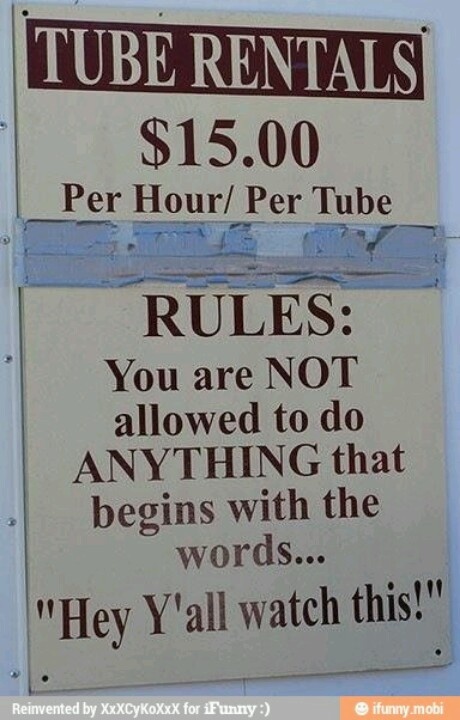 TUBE RENTALS
$15.00
Per Hour/ Per Tube
RULES:
You are NOT
allowed to do
ANYTHING that
begins with the
words...
"Hey Y'all watch this!"
Reinvented by XxXCyKoXxX for iFunny :)
ifunny.mobi